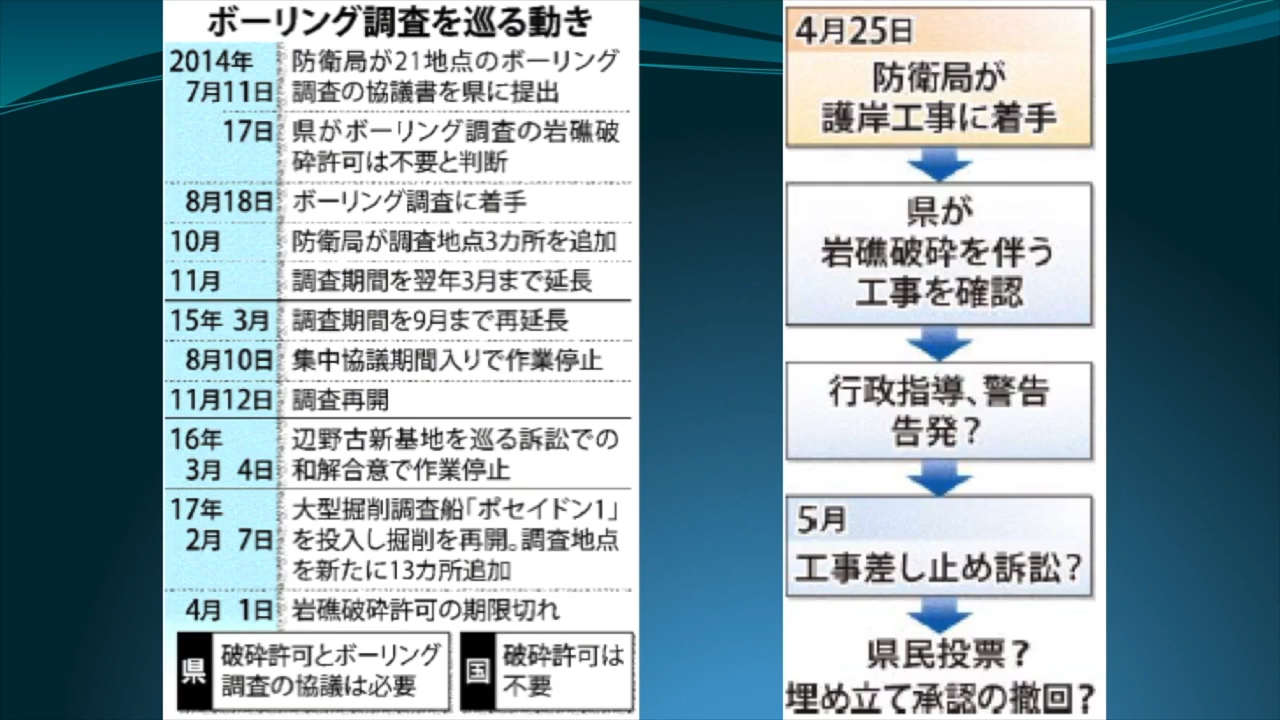 ボーリング調査を巡る動き
2014年 防衛局が21地点のボーリング
7月11日 調査の協議書を県に提出
17日 県がボーリング調査の岩礁破
砕許可は不要と判断
8月18日 ボーリング調査に着手
10月 防衛局が調査地点3カ所を追加
11月 調査期間を翌年3月まで延長
15年 3月 調査期間を9月まで再延長
8月10日 集中協議期間入りで作業停止
11月12日 調査再開
16年 辺野古新基地を巡る訴訟での
3月 4日 和解合意で作業停止
17年 大型掘削調査船「ポセイドン1」
2月 7日 を投入し掘削を再開。調査地点
を新たに13カ所追加
4月 1日 岩礁破砕許可の期限切れ
県
破砕許可とボーリング
調査の協議は必要
国
破砕許可は
不要
4月25日
防衛局が
護岸工事に着手
県が
岩礁破砕を伴う
工事を確認
行政指導、警告
告発?
5月
工事差し止め訴訟?
県民投票?
埋め立て承認の撤回?